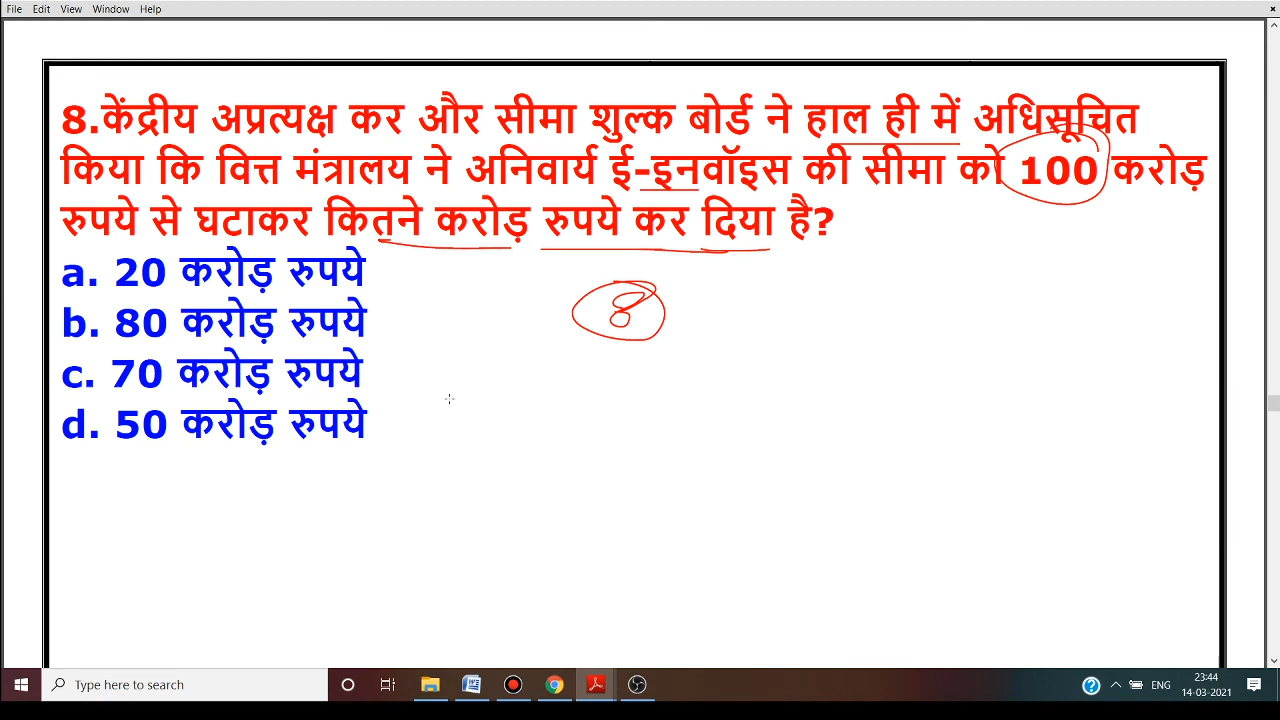 File Edit View Window Help
8.केंद्रीय अप्रत्यक्ष कर और सीमा शुल्क बोर्ड ने हाल ही में अधिसूचित
किया कि वित्त मंत्रालय ने अनिवार्य ई-इनवॉइस की सीमा को 100 करोड़
रुपये से घटाकर कितने करोड़ रुपये कर दिया है?
a. 20 करोड़ रुपये
8
b. 80 करोड़ रुपये
c. 70 करोड़ रुपये
d. 50 करोड़ रुपये
Type here to search
ENG
23:44
14-03-2021